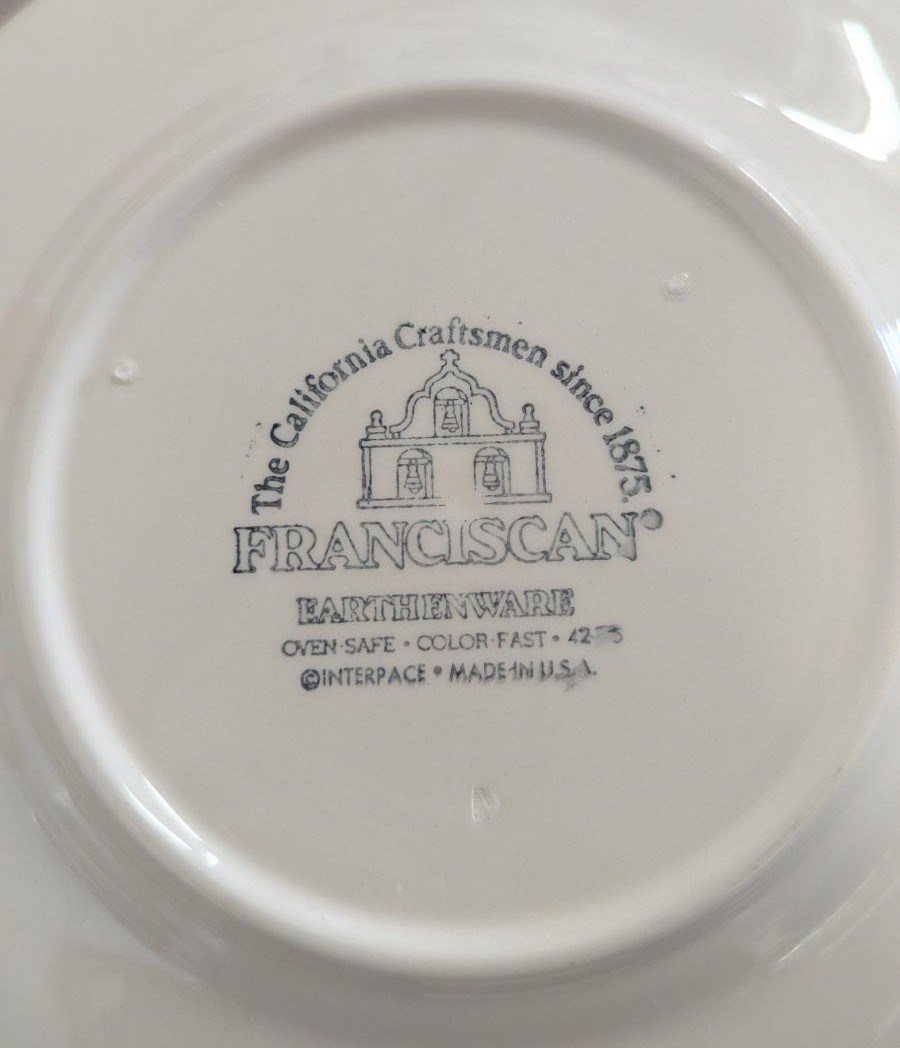 The California Craftsmen since 1875.
FRANCISCAN®
EARTHENWARE
OVEN-SAFE • COLOR-FAST •
©INTERPACE • MADE IN U.S.A.